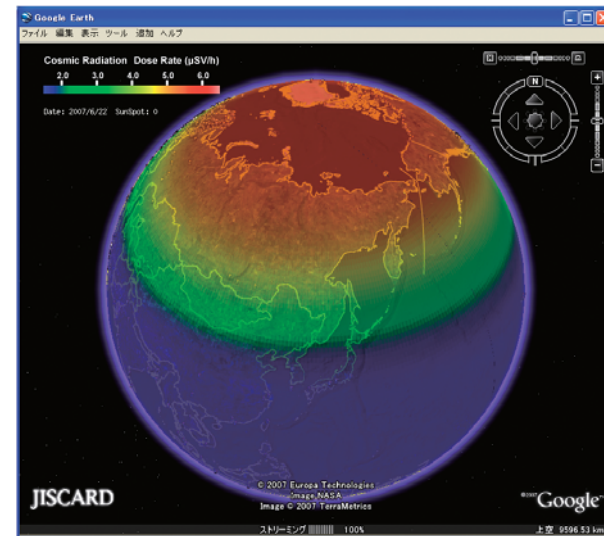 Google Earth
ファイル 編集 表示 ツール 追加 ヘルプ
Cosmic Radiation Dose Rate (μSV/h)
2.0 3.0 4.0 5.0 6.0
Date: 2007/6/22 SunSpot: 0
N
© 2007 Europa Technologies
Image NASA
Image © 2007 TerraMetrics
JISCARD
©2007 Google™
ストリーミング 100%
上空 9596.53 km